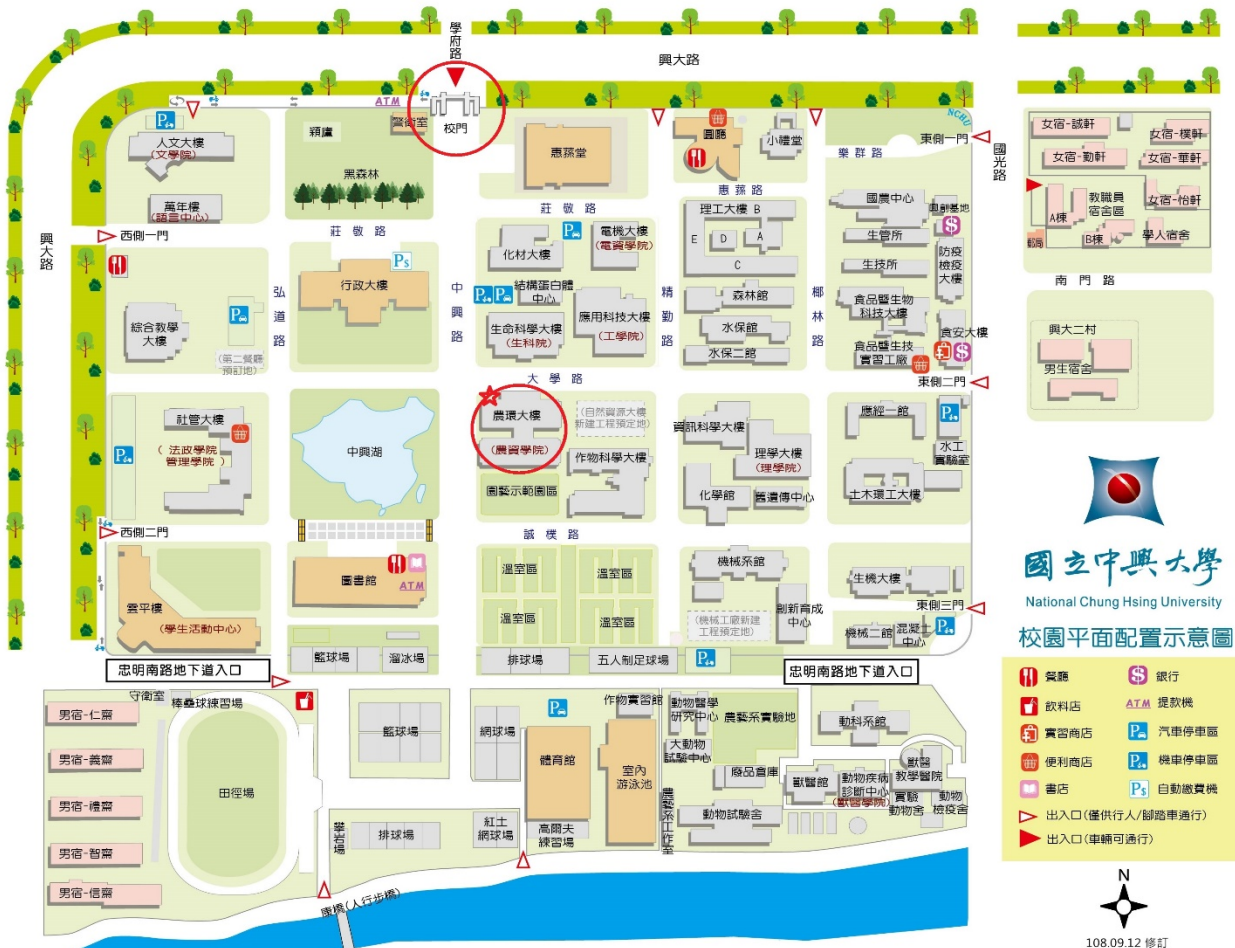 學府路
興大路
ATM
警衛室
校門
穎廬
黑森林
人文大樓
(文學院)
萬年樓
(語言中心)
惠蓀堂
圓廳
小禮堂
NCHU
東側一門
國光路
樂群路
惠蓀路
莊敬路
莊敬路
女宿-誠軒
女宿-樸軒
女宿-勤軒
女宿-華軒
女宿-怡軒
A棟
教職員
宿舍區
B棟
學人宿舍
郵局
南門路
興大二村
男生宿舍
興大路
西側一門
弘道路
行政大樓
中興路
化材大樓
電機大樓
(電資學院)
結構蛋白體
中心
生命科學大樓
(生科院)
應用科技大樓
(工學院)
精勤路
理工大樓 B
E
D
A
C
森林館
水保館
水保二館
椰林路
國農中心
生管所
生技所
防疫
檢疫
大樓
食品暨生物
科技大樓
食安大樓
食品暨生技
實習工廠
東側二門
綜合教學
大樓
(第二餐廳
預訂地)
大學路
社管大樓
( 法政學院
管理學院 )
中興湖
農環大樓
(農資學院)
(自然資源大樓
新建工程預定地)
作物科學大樓
園藝示範園區
資訊科學大樓
理學大樓
(理學院)
化學館
舊遺傳中心
應經一館
水工
實驗室
土木環工大樓
西側二門
誠樸路
圖書館
ATM
雲平樓
(學生活動中心)
溫室區
溫室區
溫室區
溫室區
機械系館
(機械工廠新建
工程預定地)
創新育成
中心
生機大樓
東側三門
機械二館
混凝土
中心
國立中興大學
National Chung Hsing University
校園平面配置示意圖
籃球場
溜冰場
排球場
五人制足球場
忠明南路地下道入口
忠明南路地下道入口
守衛室
棒壘球練習場
男宿-仁齋
男宿-義齋
男宿-禮齋
男宿-智齋
男宿-信齋
田徑場
籃球場
網球場
攀岩場
排球場
紅土
網球場
體育館
高爾夫
練習場
作物實習館
室內
游泳池
動物醫學
研究中心
大動物
試驗中心
農藝系實驗地
廢品倉庫
農藝系工作室
動物試驗舍
動科系館
獸醫館
動物疾病
診斷中心
(獸醫學院)
獸醫
教學醫院
實驗
動物舍
動物
檢疫舍
康橋(人行步橋)
餐廳
銀行
飲料店
ATM 提款機
實習商店
汽車停車區
便利商店
機車停車區
書店
自動繳費機
出入口(僅供行人/腳踏車通行)
出入口(車輛可通行)
N
108.09.12 修訂